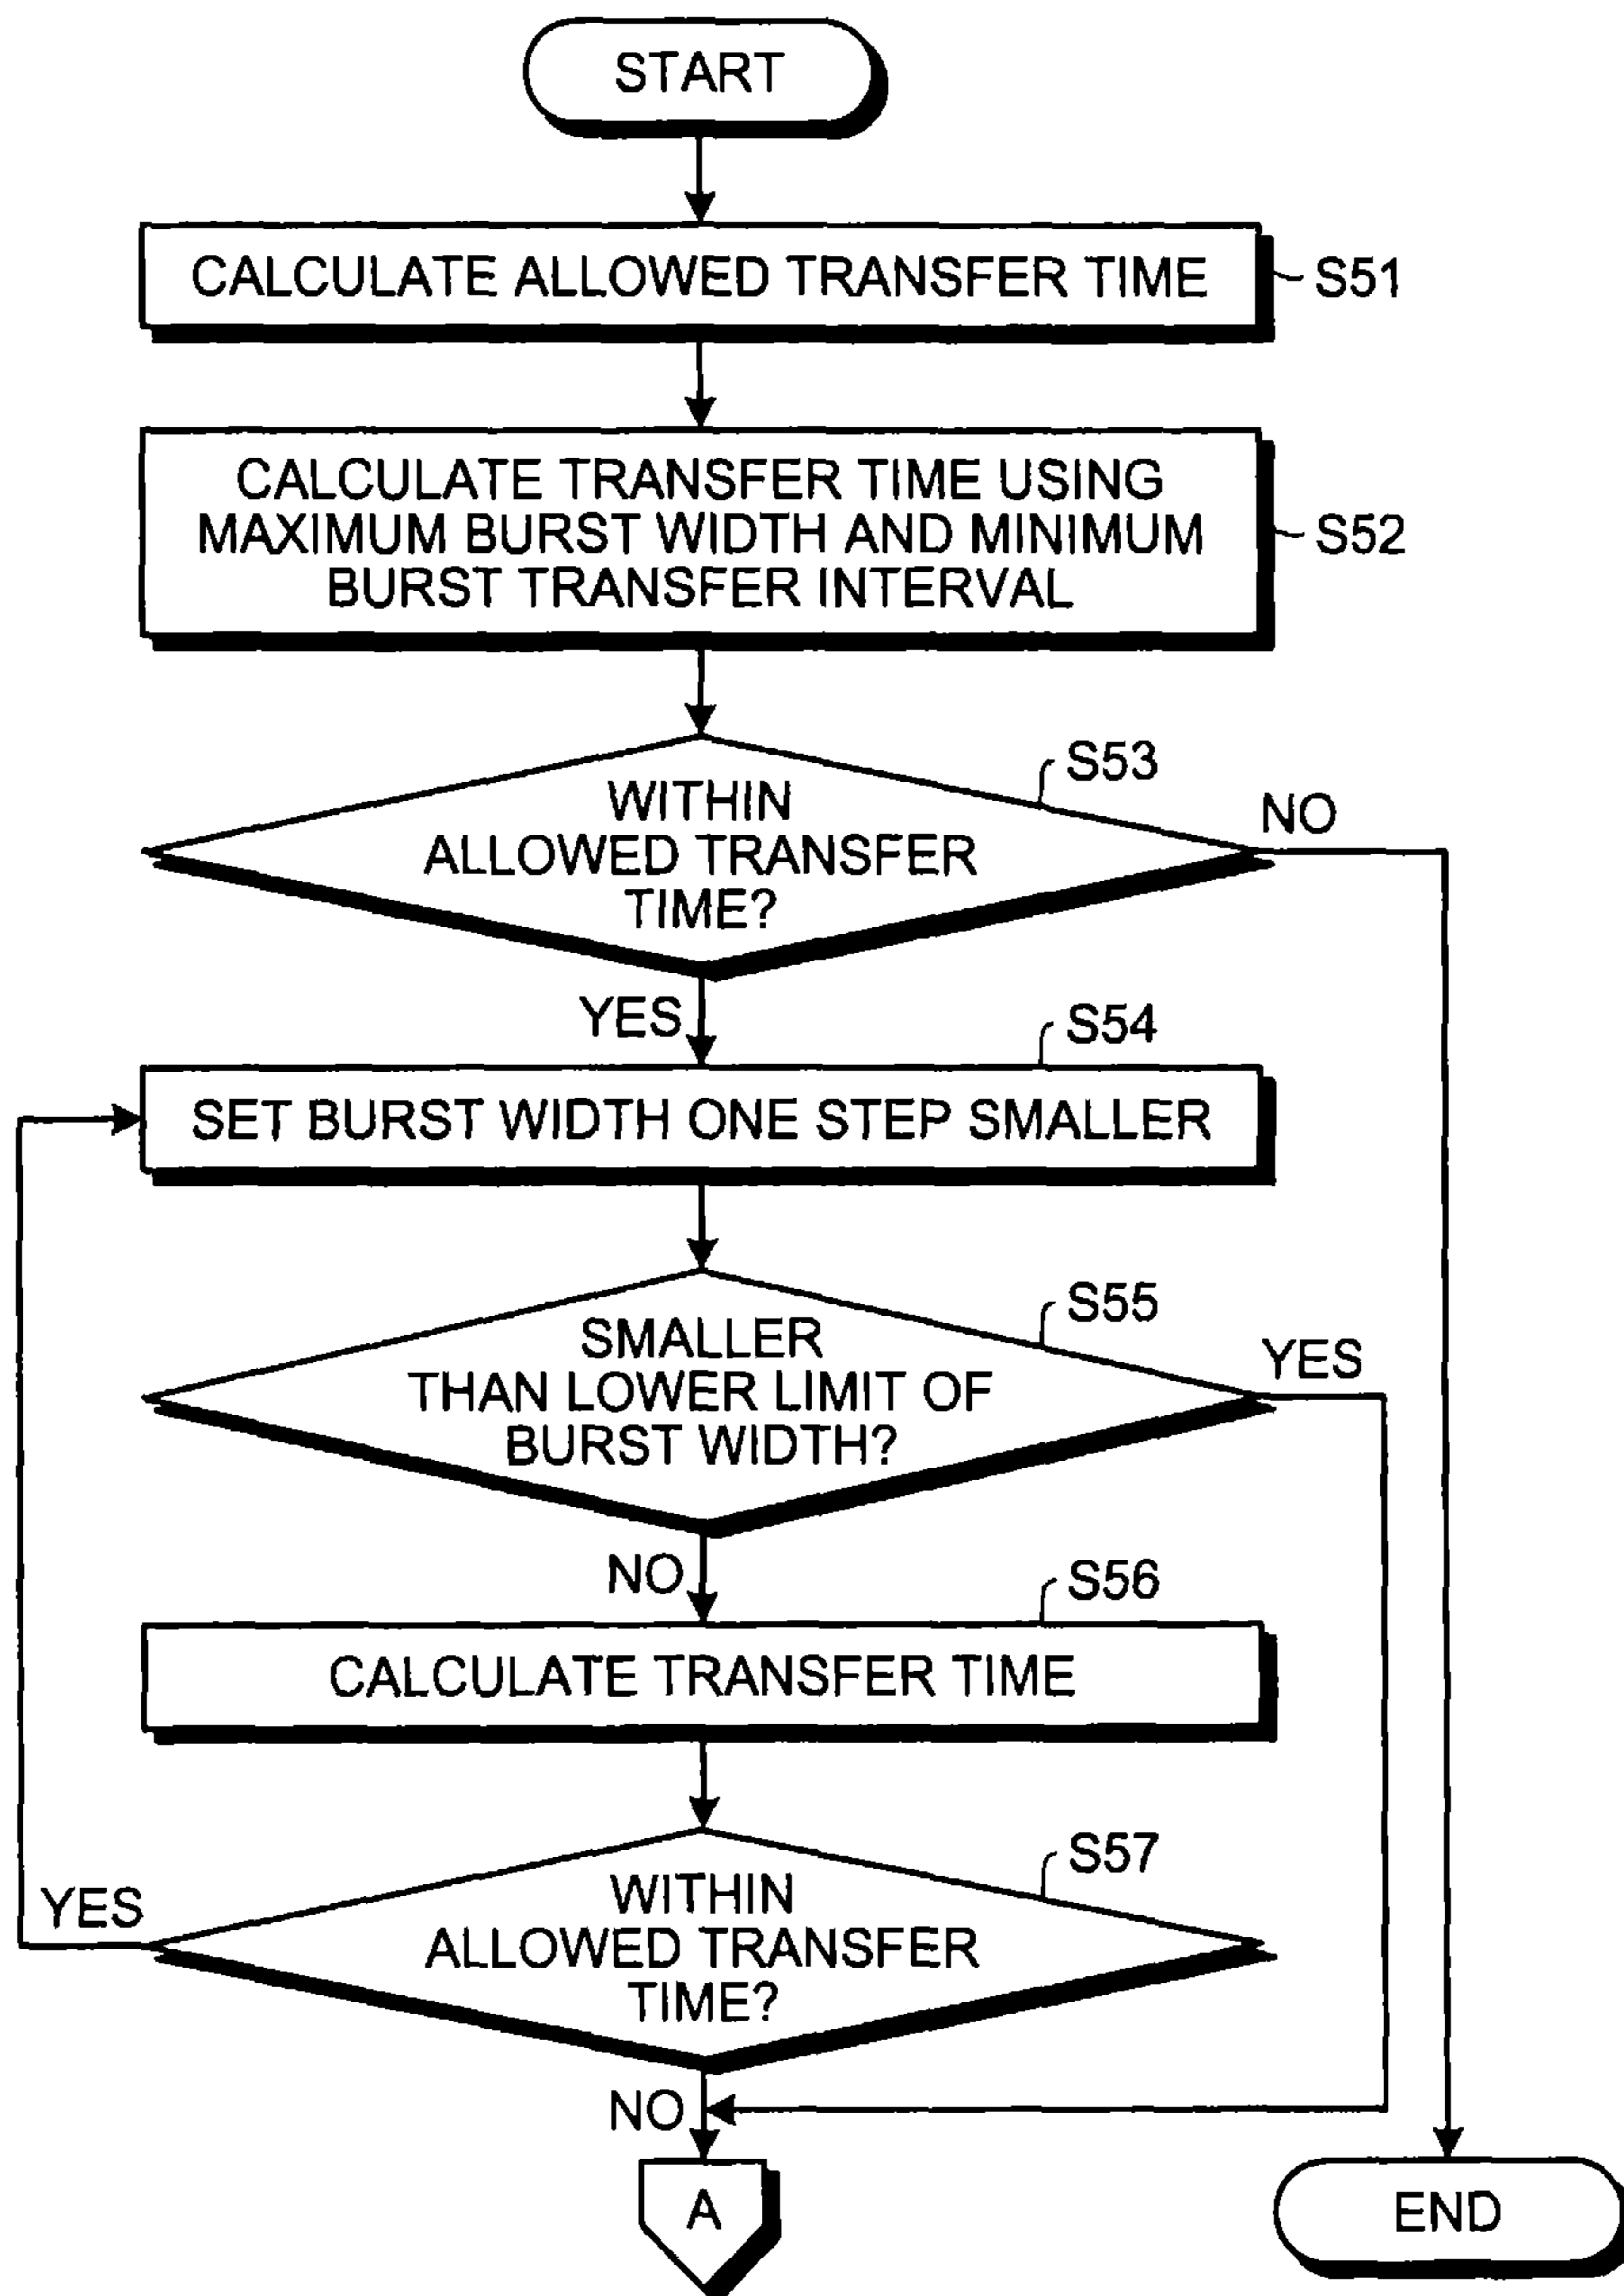 START
CALCULATE ALLOWED TRANSFER TIME
S51
CALCULATE TRANSFER TIME USING
MAXIMUM BURST WIDTH AND MINIMUM
BURST TRANSFER INTERVAL
S52
S53
WITHIN
ALLOWED TRANSFER
TIME?
NO
YES
S54
SET BURST WIDTH ONE STEP SMALLER
S55
SMALLER
THAN LOWER LIMIT OF
BURST WIDTH?
YES
NO
S56
CALCULATE TRANSFER TIME
S57
WITHIN
ALLOWED TRANSFER
TIME?
YES
NO
A
END